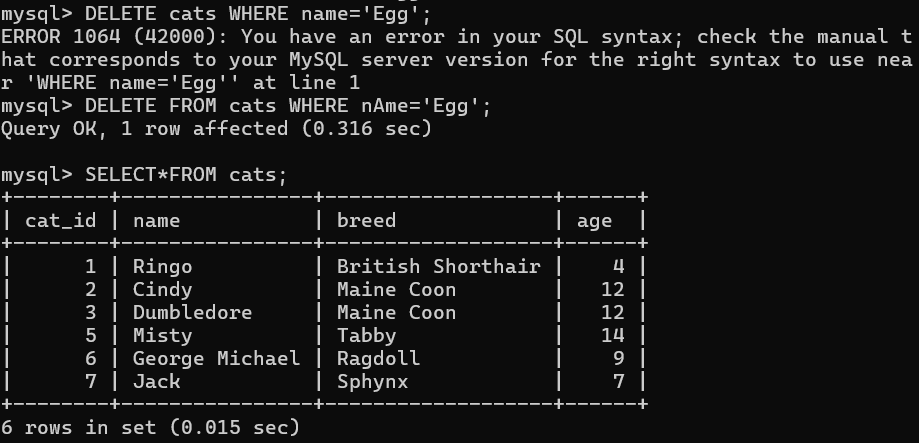 mysql> DELETE cats WHERE name='Egg';
ERROR 1064 (42000): You have an error in your SQL syntax; check the manual t
hat corresponds to your MySQL server version for the right syntax to use nea
r 'WHERE name='Egg'' at line 1
mysql> DELETE FROM cats WHERE nAme='Egg';
Query OK, 1 row affected (0.316 sec)

mysql> SELECT*FROM cats;
+--------+----------------+-------------------+------+
| cat_id | name           | breed             | age  |
+--------+----------------+-------------------+------+
|      1 | Ringo          | British Shorthair |    4 |
|      2 | Cindy          | Maine Coon        |   12 |
|      3 | Dumbledore     | Maine Coon        |   12 |
|      5 | Misty          | Tabby             |   14 |
|      6 | George Michael | Ragdoll           |    9 |
|      7 | Jack           | Sphynx            |    7 |
+--------+----------------+-------------------+------+
6 rows in set (0.015 sec)